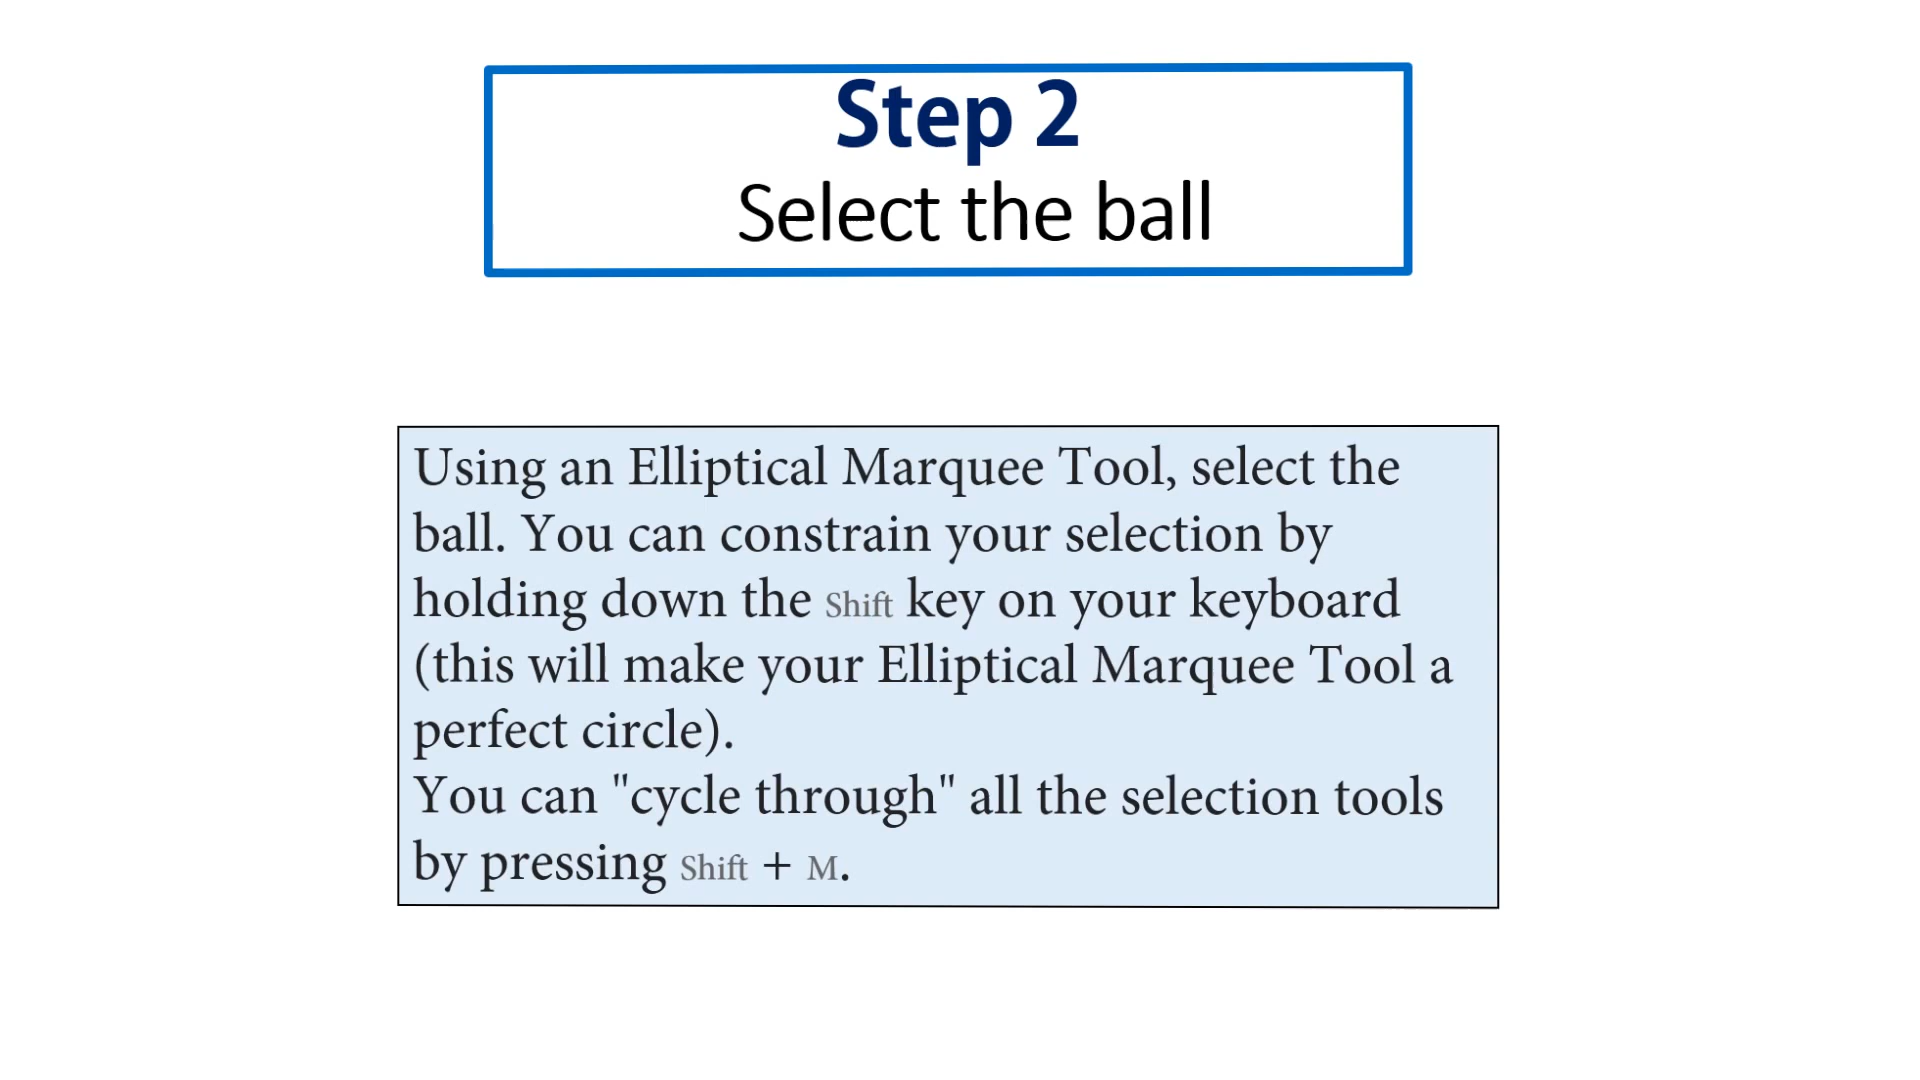 Step 2
Select the ball
Using an Elliptical Marquee Tool, select the
ball. You can constrain your selection by
holding down the Shift key on your keyboard
(this will make your Elliptical Marquee Tool a
perfect circle).
You can "cycle through" all the selection tools
by pressing Shift + M.